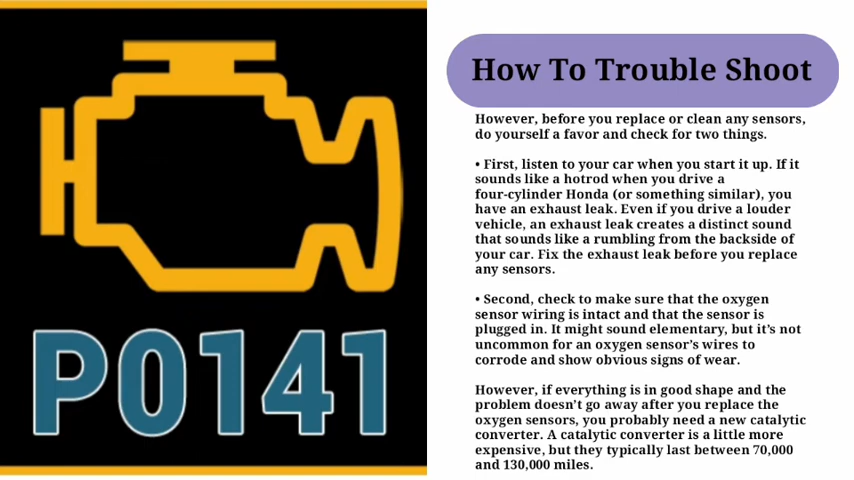 P0141
How To Trouble Shoot
However, before you replace or clean any sensors,
do yourself a favor and check for two things.
• First, listen to your car when you start it up. If it
sounds like a hotrod when you drive a
four-cylinder Honda (or something similar), you
have an exhaust leak. Even if you drive a louder
vehicle, an exhaust leak creates a distinct sound
that sounds like a rumbling from the backside of
your car. Fix the exhaust leak before you replace
any sensors.
• Second, check to make sure that the oxygen
sensor wiring is intact and that the sensor is
plugged in. It might sound elementary, but it’s not
uncommon for an oxygen sensor’s wires to
corrode and show obvious signs of wear.
However, if everything is in good shape and the
problem doesn’t go away after you replace the
oxygen sensors, you probably need a new catalytic
converter. A catalytic converter is a little more
expensive, but they typically last between 70,000
and 130,000 miles.